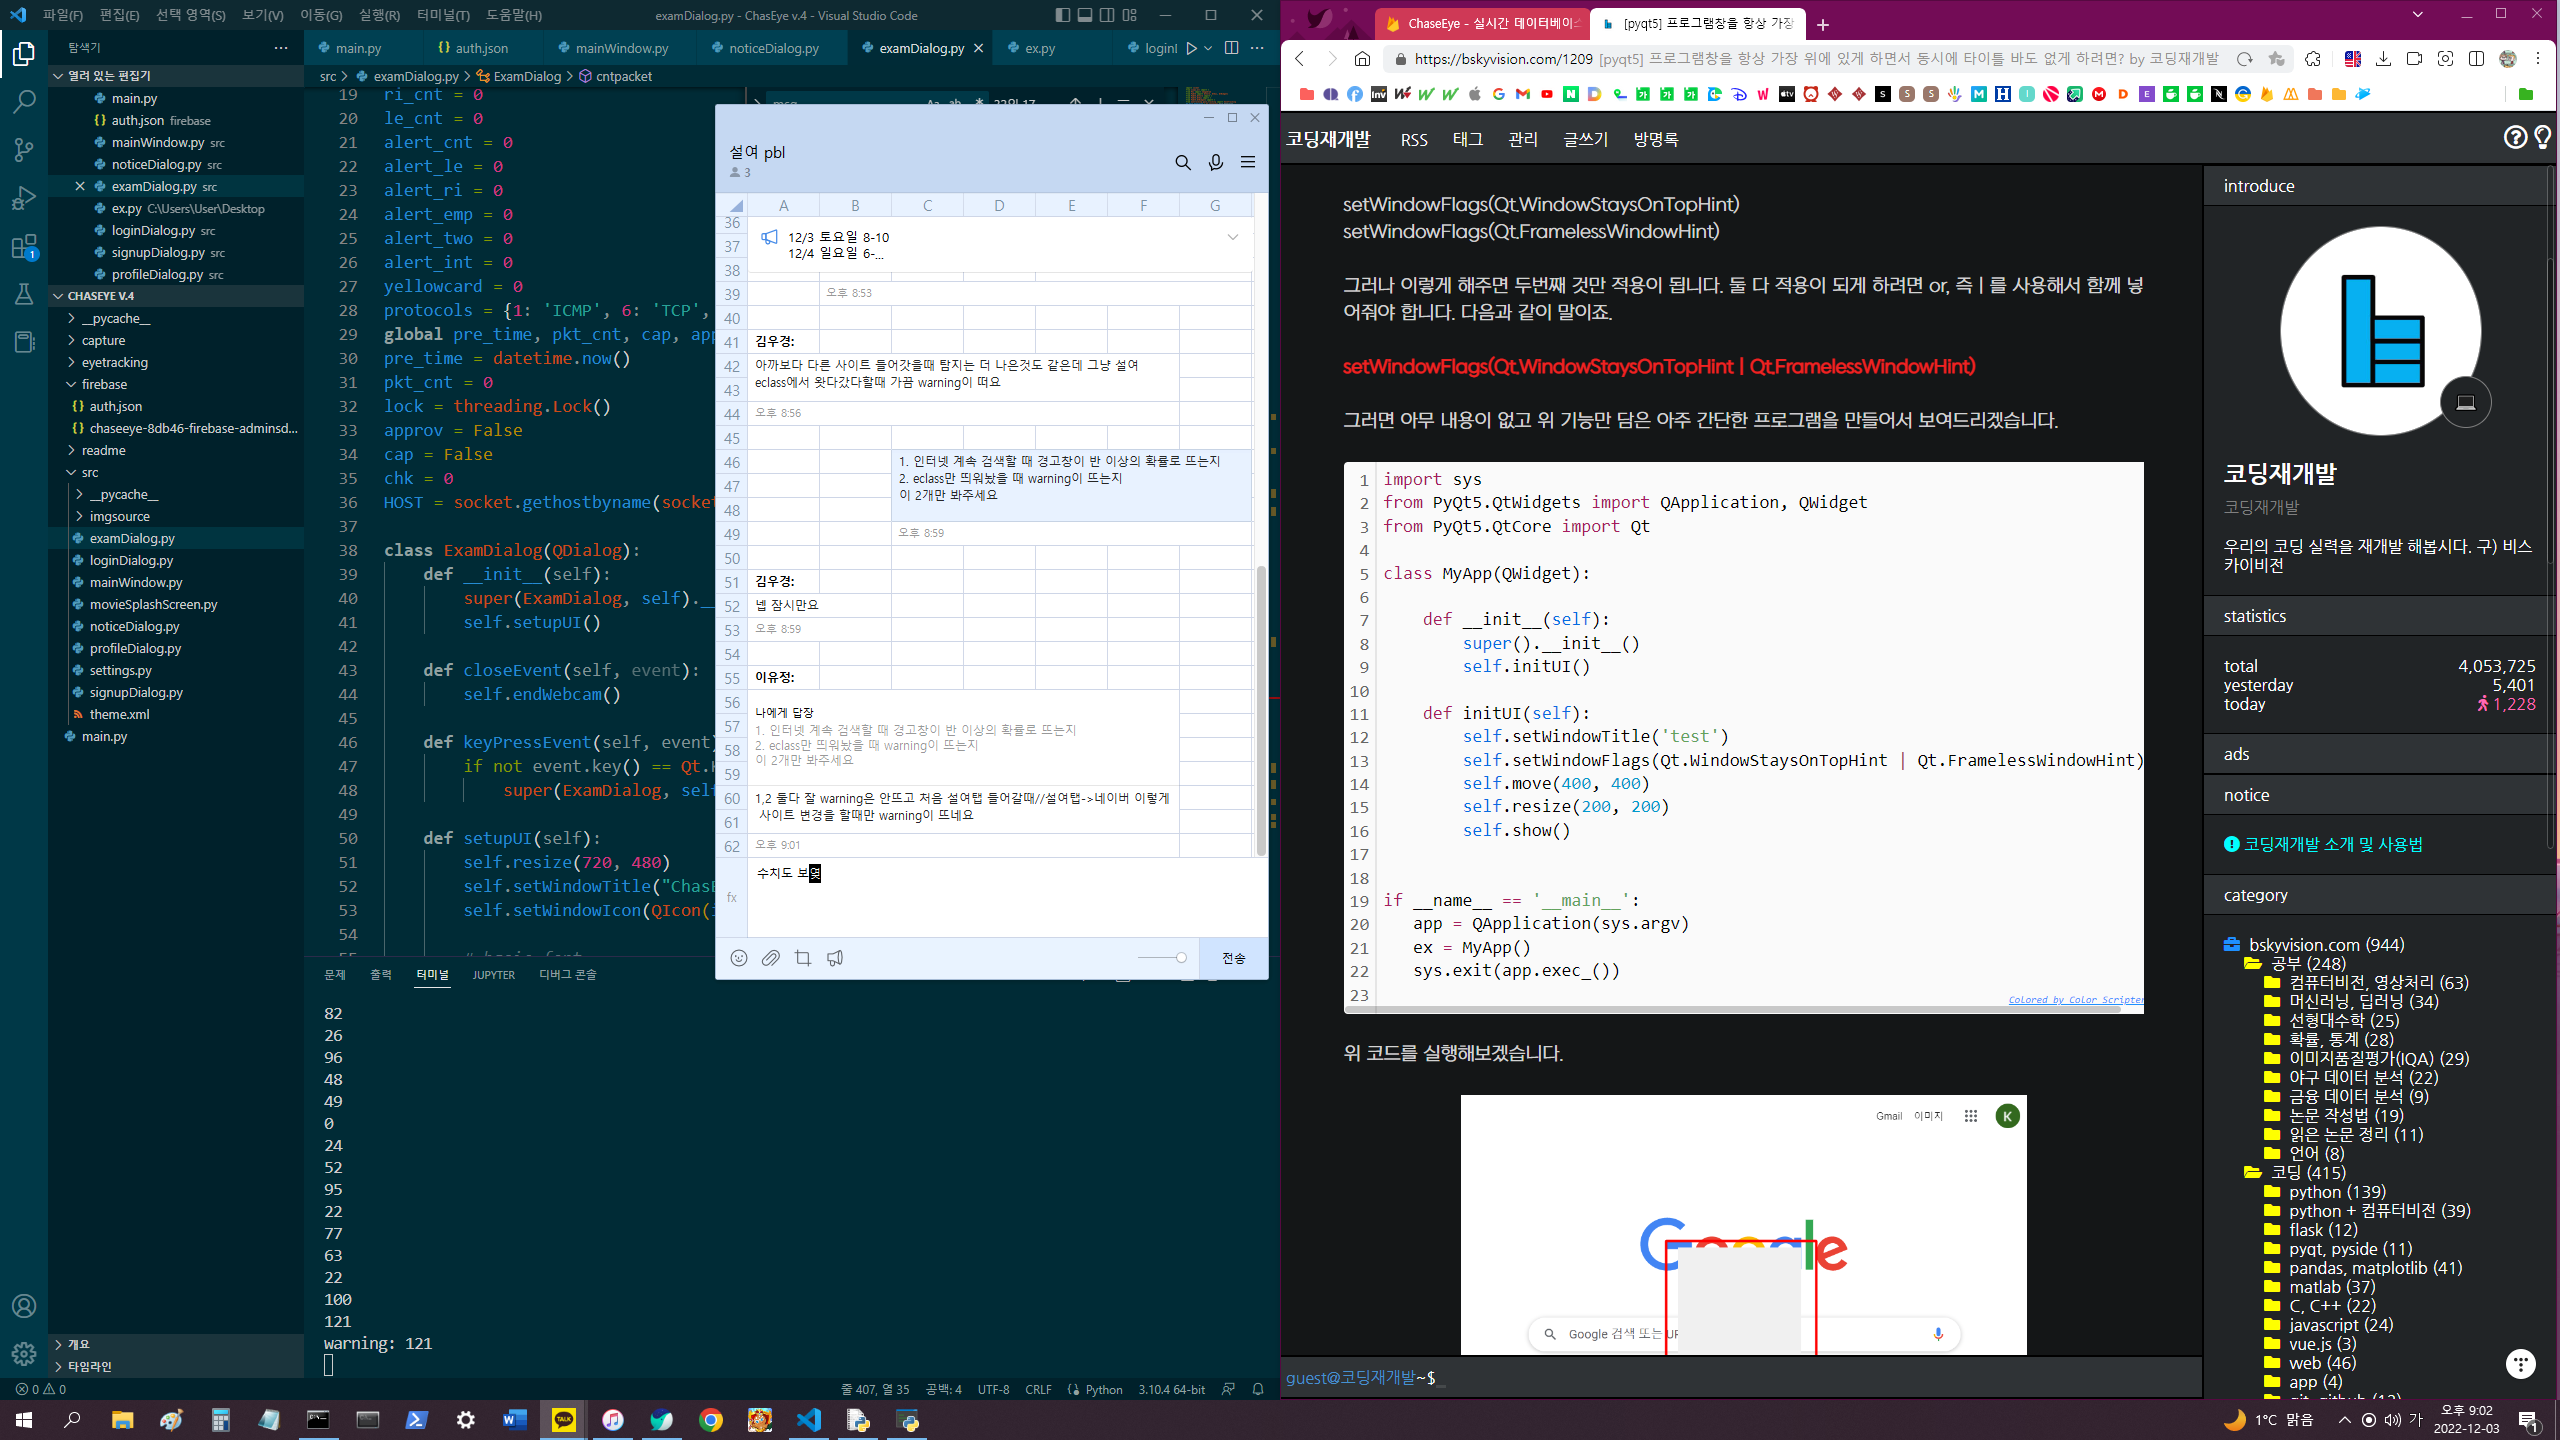 파일(F) 편집(E) 선택 영역(S) 보기(V) 이동(G) 실행(R) 터미널(T) 도움말(H)
examDialog.py - ChasEye v.4 - Visual Studio Code
탐색기
main.py auth.json mainWindow.py noticeDialog.py examDialog.py ex.py loginI
src > examDialog.py > ExamDialog > cntpacket
열려 있는 편집기
main.py
auth.json firebase
mainWindow.py src
noticeDialog.py src
examDialog.py src
ex.py C:\Users\User\Desktop
loginDialog.py src
signupDialog.py src
profileDialog.py src
CHASEYE V.4
__pycache__
capture
eyetracking
firebase
auth.json
chaseeye-8db46-firebase-adminsd...
readme
src
__pycache__
imgsource
examDialog.py
loginDialog.py
mainWindow.py
movieSplashScreen.py
noticeDialog.py
profileDialog.py
settings.py
signupDialog.py
theme.xml
main.py
개요
타임라인
19 ri_cnt = 0
20 le_cnt = 0
21 alert_cnt = 0
22 alert_le = 0
23 alert_ri = 0
24 alert_emp = 0
25 alert_two = 0
26 alert_int = 0
27 yellowcard = 0
28 protocols = {1: 'ICMP', 6: 'TCP',
29 global pre_time, pkt_cnt, cap, app
30 pre_time = datetime.now()
31 pkt_cnt = 0
32 lock = threading.Lock()
33 approv = False
34 cap = False
35 chk = 0
36 HOST = socket.gethostbyname(socket
37
38 class ExamDialog(QDialog):
39 def __init__(self):
40 super(ExamDialog, self).__
41 self.setupUI()
42
43 def closeEvent(self, event):
44 self.endWebcam()
45
46 def keyPressEvent(self, event)
47 if not event.key() == Qt.
48 super(ExamDialog, sel
49
50 def setupUI(self):
51 self.resize(720, 480)
52 self.setWindowTitle("ChasE
53 self.setWindowIcon(QIcon(
54
문제 출력 터미널 JUPYTER 디버그 콘솔
82
26
96
48
49
0
24
52
95
22
77
63
22
100
121
warning: 121
0 0
줄 407, 열 35 공백: 4 UTF-8 CRLF Python 3.10.4 64-bit
설여 pbl
3
A B C D E F G
36
37
38
39
40
41
42
43
44
45
46
47
48
49
50
51
52
53
54
55
56
57
58
59
60
61
62
12/3 토요일 8-10
12/4 일요일 6-...
오후 8:53
김우경:
아까보다 다른 사이트 들어갓을때 탐지는 더 나은것도 같은데 그냥 설여
eclass에서 왓다갔다할때 가끔 warning이 떠요
오후 8:56
1. 인터넷 계속 검색할 때 경고창이 반 이상의 확률로 뜨는지
2. eclass만 띄워놨을 때 warning이 뜨는지
이 2개만 봐주세요
오후 8:59
김우경:
넵 잠시만요
오후 8:59
이유정:
나에게 답장
1. 인터넷 계속 검색할 때 경고창이 반 이상의 확률로 뜨는지
2. eclass만 띄워놨을 때 warning이 뜨는지
이 2개만 봐주세요
1,2 둘다 잘 warning은 안뜨고 처음 설여탭 들어갈때//설여탭->네이버 이렇게
사이트 변경을 할때만 warning이 뜨네요
오후 9:01
fx
수치도 보
전송
ChaseEye - 실시간 데이터베이스
[pyqt5] 프로그램창을 항상 가장
https://bskyvision.com/1209 [pyqt5] 프로그램창을 항상 가장 위에 있게 하면서 동시에 타이틀 바도 없게 하려면? by 코딩재개발
코딩재개발 RSS 태그 관리 글쓰기 방명록
setWindowFlags(Qt.WindowStaysOnTopHint)
setWindowFlags(Qt.FramelessWindowHint)
그러나 이렇게 해주면 두번째 것만 적용이 됩니다. 둘 다 적용이 되게 하려면 or, 즉 | 를 사용해서 함께 넣
어줘야 합니다. 다음과 같이 말이죠.
setWindowFlags(Qt.WindowStaysOnTopHint | Qt.FramelessWindowHint)
그러면 아무 내용이 없고 위 기능만 담은 아주 간단한 프로그램을 만들어서 보여드리겠습니다.
1 import sys
2 from PyQt5.QtWidgets import QApplication, QWidget
3 from PyQt5.QtCore import Qt
4
5 class MyApp(QWidget):
6
7 def __init__(self):
8 super().__init__()
9 self.initUI()
10
11 def initUI(self):
12 self.setWindowTitle('test')
13 self.setWindowFlags(Qt.WindowStaysOnTopHint | Qt.FramelessWindowHint)
14 self.move(400, 400)
15 self.resize(200, 200)
16 self.show()
17
18
19 if __name__ == '__main__':
20 app = QApplication(sys.argv)
21 ex = MyApp()
22 sys.exit(app.exec_())
23
Colored by Color Scripter
위 코드를 실행해보겠습니다.
Gmail 이미지 K
Google
Google 검색 또는 UR
guest@코딩재개발~$_
introduce
코딩재개발
코딩재개발
우리의 코딩 실력을 재개발 해봅시다. 구) 비스
카이비전
statistics
total 4,053,725
yesterday 5,401
today 1,228
ads
notice
코딩재개발 소개 및 사용법
category
bskyvision.com (944)
공부 (248)
컴퓨터비전, 영상처리 (63)
머신러닝, 딥러닝 (34)
선형대수학 (25)
확률, 통계 (28)
이미지품질평가(IQA) (29)
야구 데이터 분석 (22)
금융 데이터 분석 (9)
논문 작성법 (19)
읽은 논문 정리 (11)
언어 (8)
코딩 (415)
python (139)
python + 컴퓨터비전 (39)
flask (12)
pyqt, pyside (11)
pandas, matplotlib (41)
matlab (37)
C, C++ (22)
javascript (24)
vue.js (3)
web (46)
app (4)
1°C 맑음
가
오후 9:02
2022-12-03